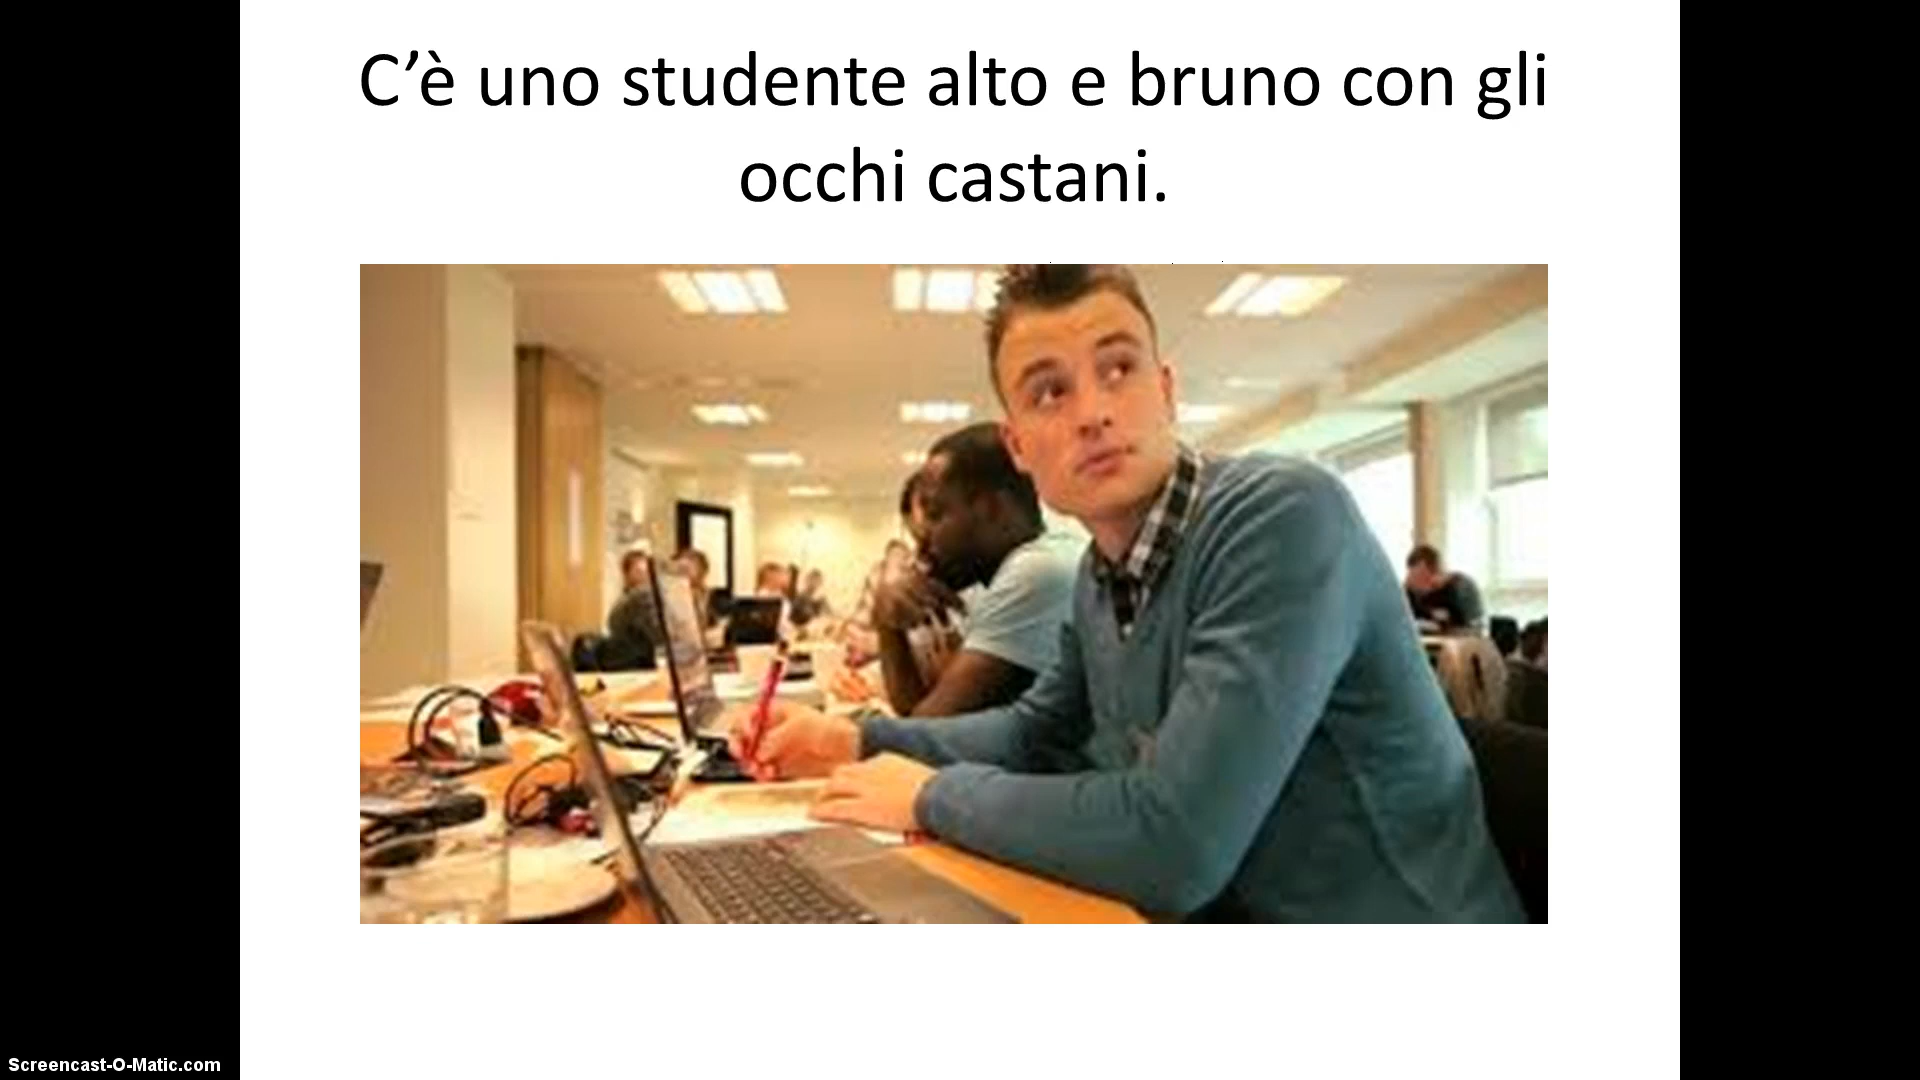 C’è uno studente alto e bruno con gli
occhi castani.
Screencast-O-Matic.com